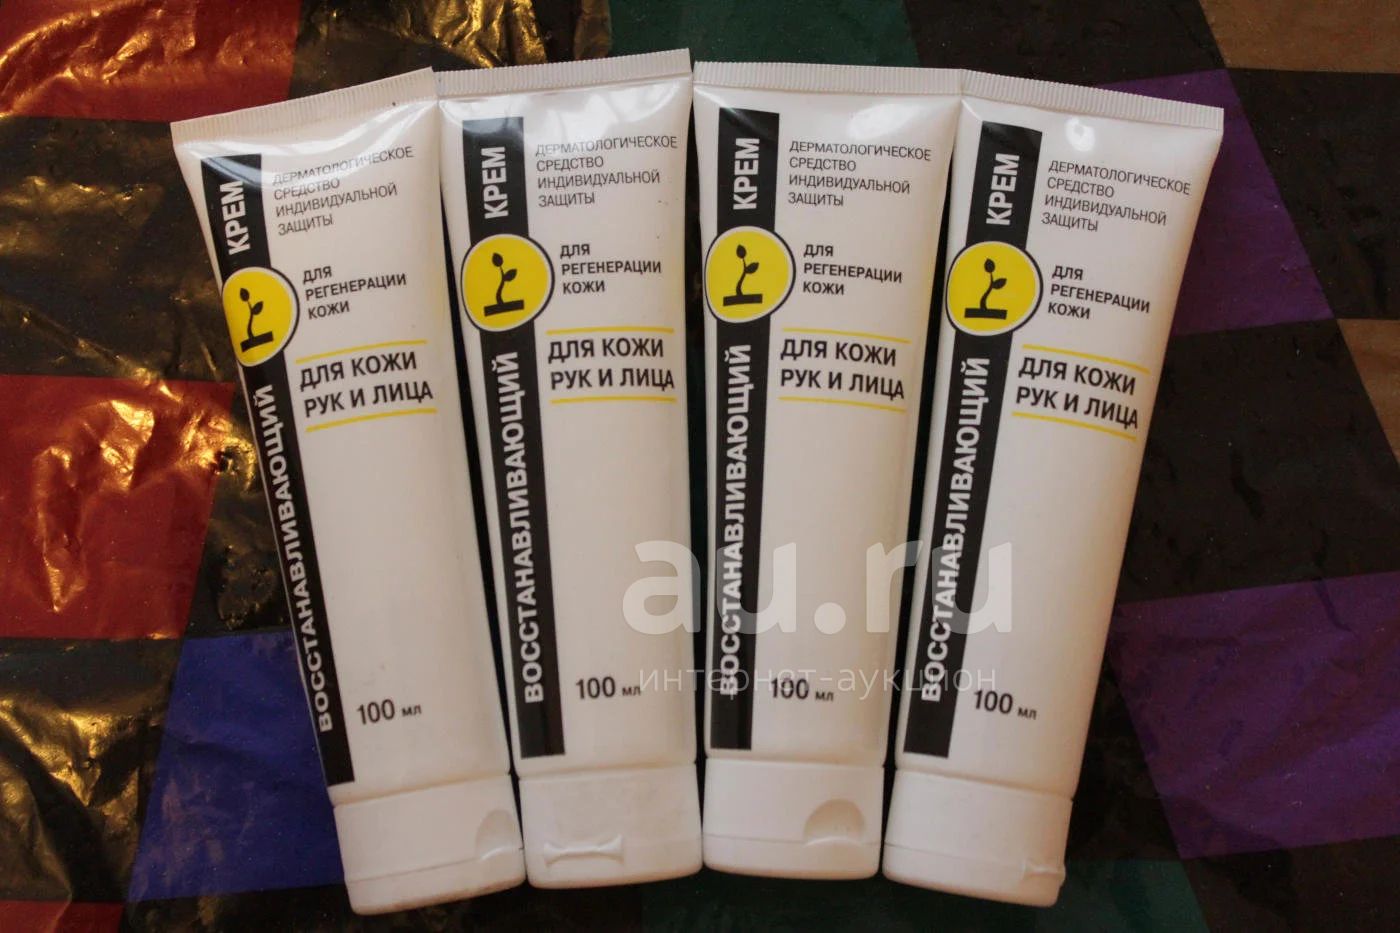 КРЕМ
ВОССТАНАВЛИВАЮЩИЙ
ДЕРМАТОЛОГИЧЕСКОЕ
СРЕДСТВО
ИНДИВИДУАЛЬНОЙ
ЗАЩИТЫ
ДЛЯ
РЕГЕНЕРАЦИИ
КОЖИ
ДЛЯ КОЖИ
РУК И ЛИЦА
100 мл
КРЕМ
ВОССТАНАВЛИВАЮЩИЙ
ДЕРМАТОЛОГИЧЕСКОЕ
СРЕДСТВО
ИНДИВИДУАЛЬНОЙ
ЗАЩИТЫ
ДЛЯ
РЕГЕНЕРАЦИИ
КОЖИ
ДЛЯ КОЖИ
РУК И ЛИЦА
100 мл
КРЕМ
ВОССТАНАВЛИВАЮЩИЙ
ДЕРМАТОЛОГИЧЕСКОЕ
СРЕДСТВО
ИНДИВИДУАЛЬНОЙ
ЗАЩИТЫ
ДЛЯ
РЕГЕНЕРАЦИИ
КОЖИ
ДЛЯ КОЖИ
РУК И ЛИЦА
100 мл
КРЕМ
ВОССТАНАВЛИВАЮЩИЙ
ДЕРМАТОЛОГИЧЕСКОЕ
СРЕДСТВО
ИНДИВИДУАЛЬНОЙ
ЗАЩИТЫ
ДЛЯ
РЕГЕНЕРАЦИИ
КОЖИ
ДЛЯ КОЖИ
РУК И ЛИЦА
100 мл
au.ru
интернет-аукцион